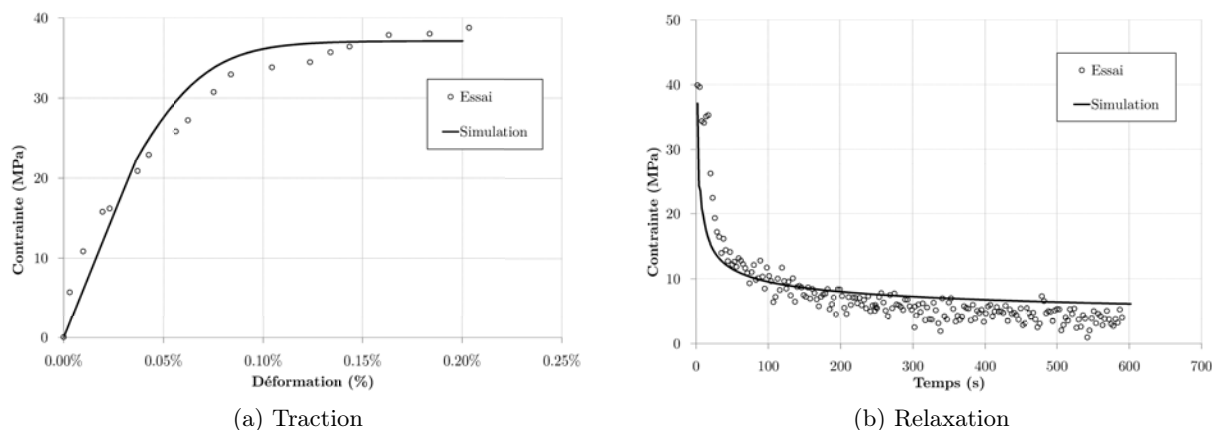 40
30
20
10
0
Contrainte (MPa)
0.00%
0.05%
0.10%
0.15%
0.20%
0.25%
Déformation (%)
Essai
Simulation
(a) Traction
50
40
30
20
10
0
Contrainte (MPa)
0
100
200
300
400
500
600
700
Temps (s)
Essai
Simulation
(b) Relaxation